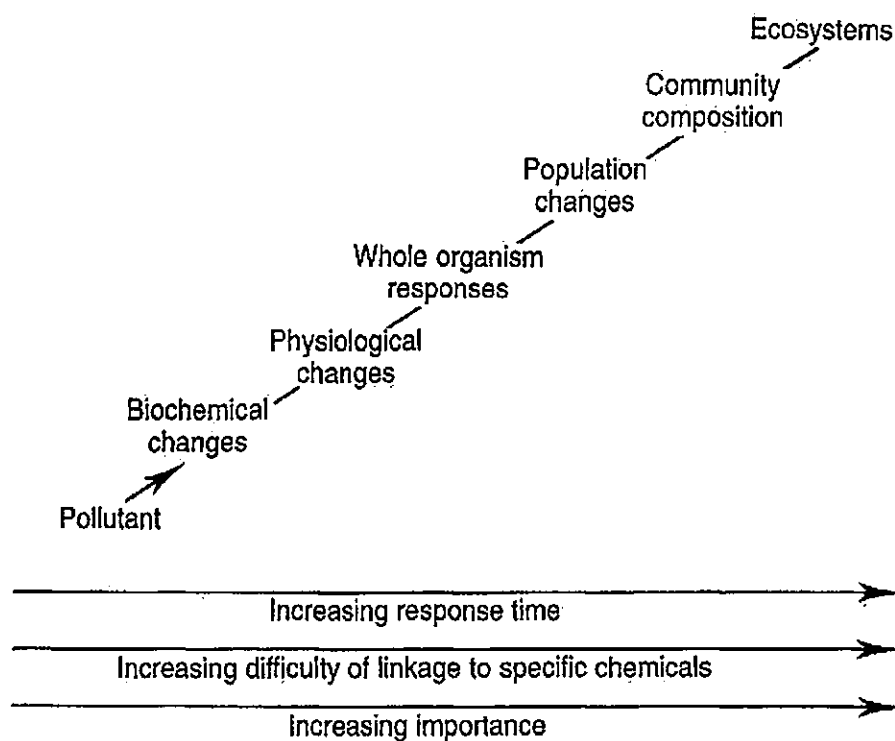 Ecosystems
Community
composition
Population
changes
Whole organism
responses
Physiological
changes
Biochemical
changes
Pollutant
Increasing response time
Increasing difficulty of linkage to specific chemicals
Increasing importance